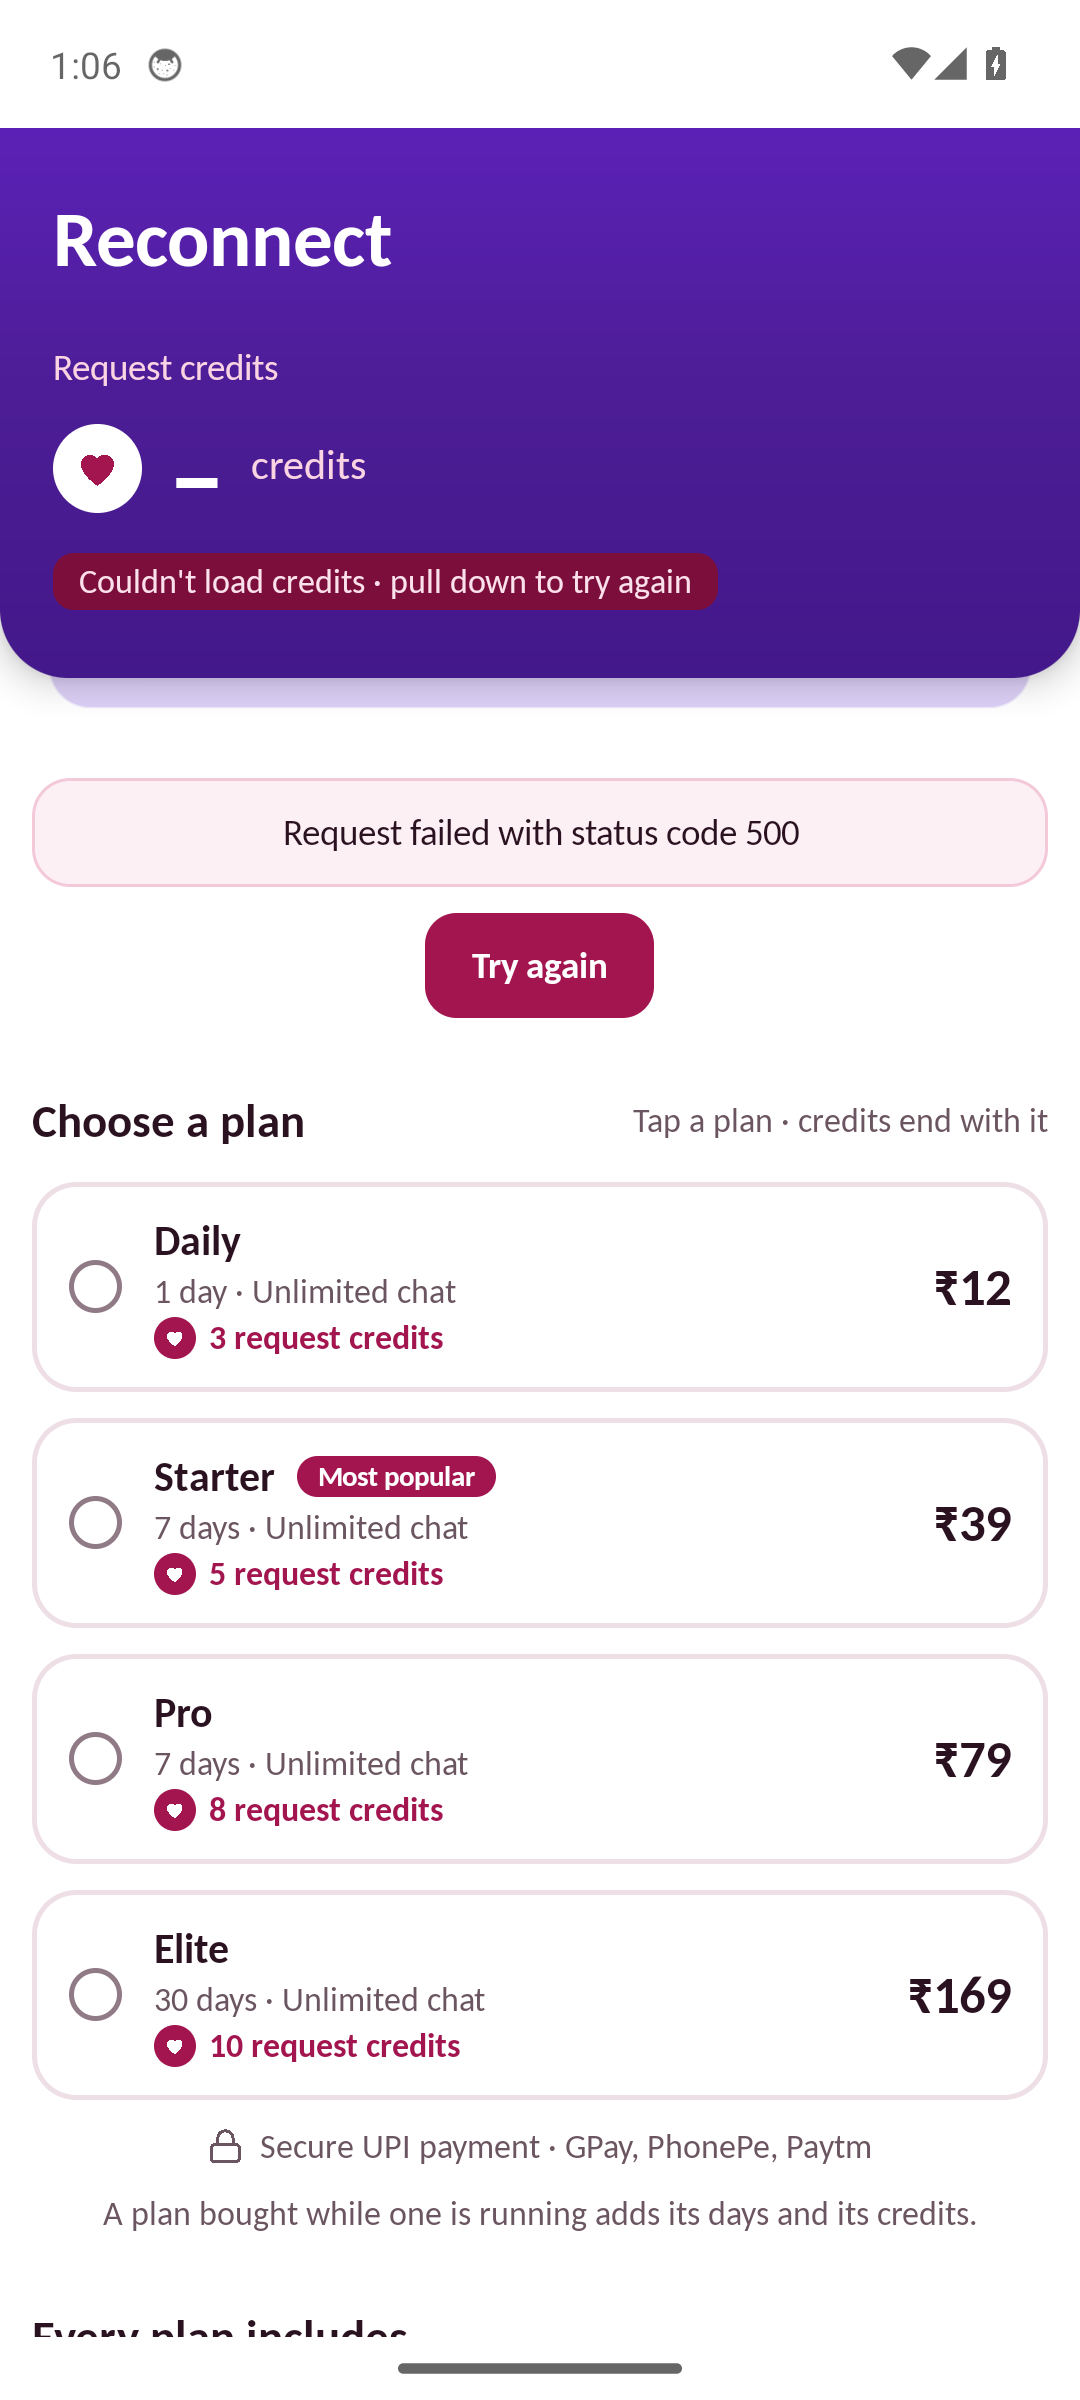 1:06
Reconnect
Request credits
– credits
Couldn't load credits · pull down to try again
Request failed with status code 500
Try again
Choose a plan
Tap a plan · credits end with it
Daily
1 day · Unlimited chat
3 request credits
₹12
Starter
Most popular
7 days · Unlimited chat
5 request credits
₹39
Pro
7 days · Unlimited chat
8 request credits
₹79
Elite
30 days · Unlimited chat
10 request credits
₹169
Secure UPI payment · GPay, PhonePe, Paytm
A plan bought while one is running adds its days and its credits.
Every plan includes